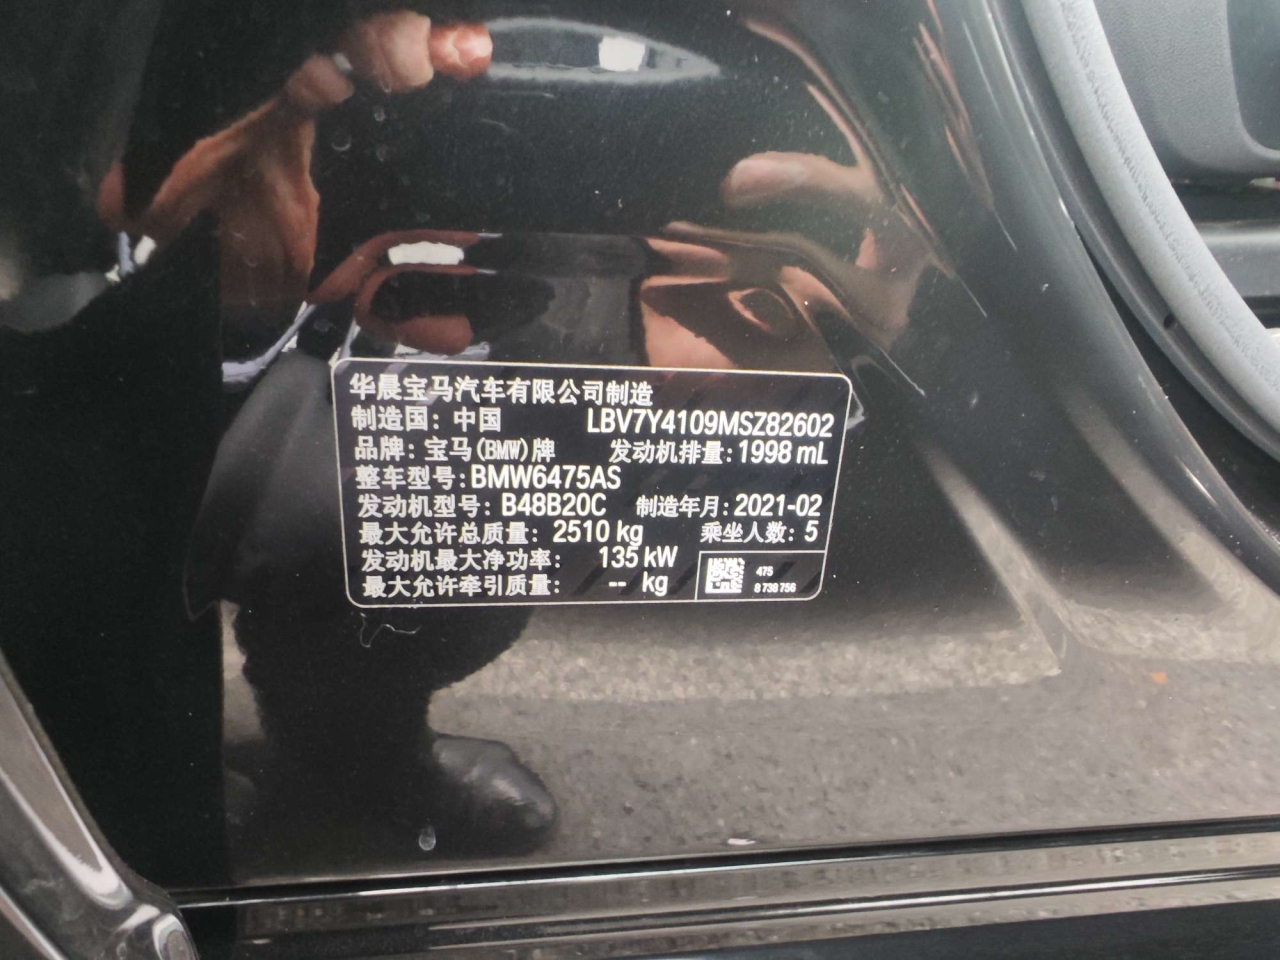 华晨宝马汽车有限公司制造
制造国: 中国 LBV7Y4109MSZ82602
品牌: 宝马(BMW)牌 发动机排量: 1998 mL
整车型号: BMW6475AS
发动机型号: B48B20C 制造年月: 2021-02
最大允许总质量: 2510 kg 乘坐人数: 5
发动机最大净功率: 135 kW
最大允许牵引质量: -- kg
475
8 738 756